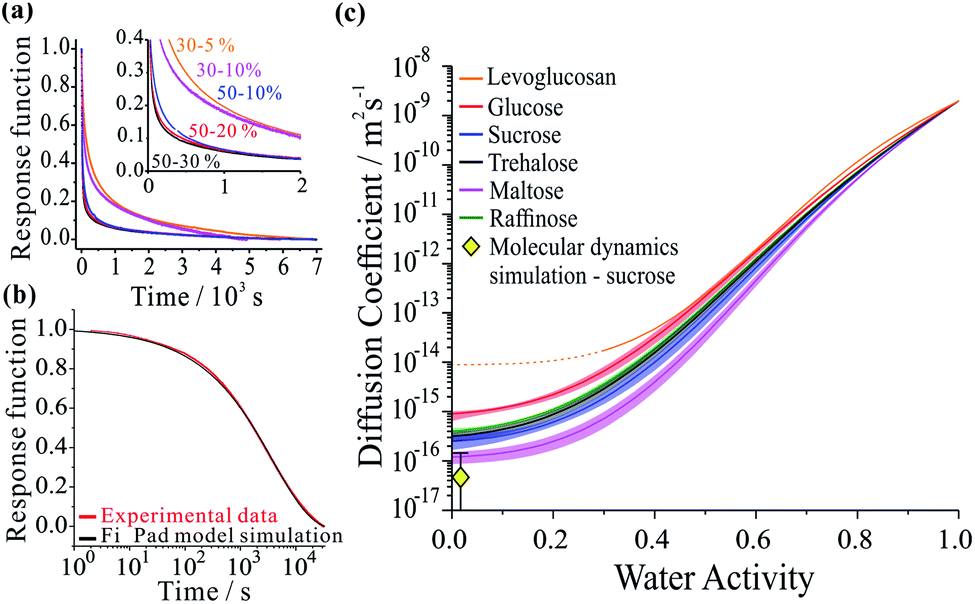 (a)
Response function
1.0
0.8
0.6
0.4
0.2
0.0
0 1 2 3 4 5 6 7
Time / 10³ s
0.4
0.3
0.2
0.1
0.0
0 1 2
30-5 %
30-10%
50-10%
50-20 %
50-30 %
(b)
Response function
1.0
0.8
0.6
0.4
0.2
0.0
Experimental data
Fi Pad model simulation
10⁰ 10¹ 10² 10³ 10⁴
Time / s
(c)
Diffusion Coefficient / m²s⁻¹
10⁻⁸
10⁻⁹
10⁻¹⁰
10⁻¹¹
10⁻¹²
10⁻¹³
10⁻¹⁴
10⁻¹⁵
10⁻¹⁶
10⁻¹⁷
Levoglucosan
Glucose
Sucrose
Trehalose
Maltose
Raffinose
Molecular dynamics
simulation - sucrose
0.0 0.2 0.4 0.6 0.8 1.0
Water Activity